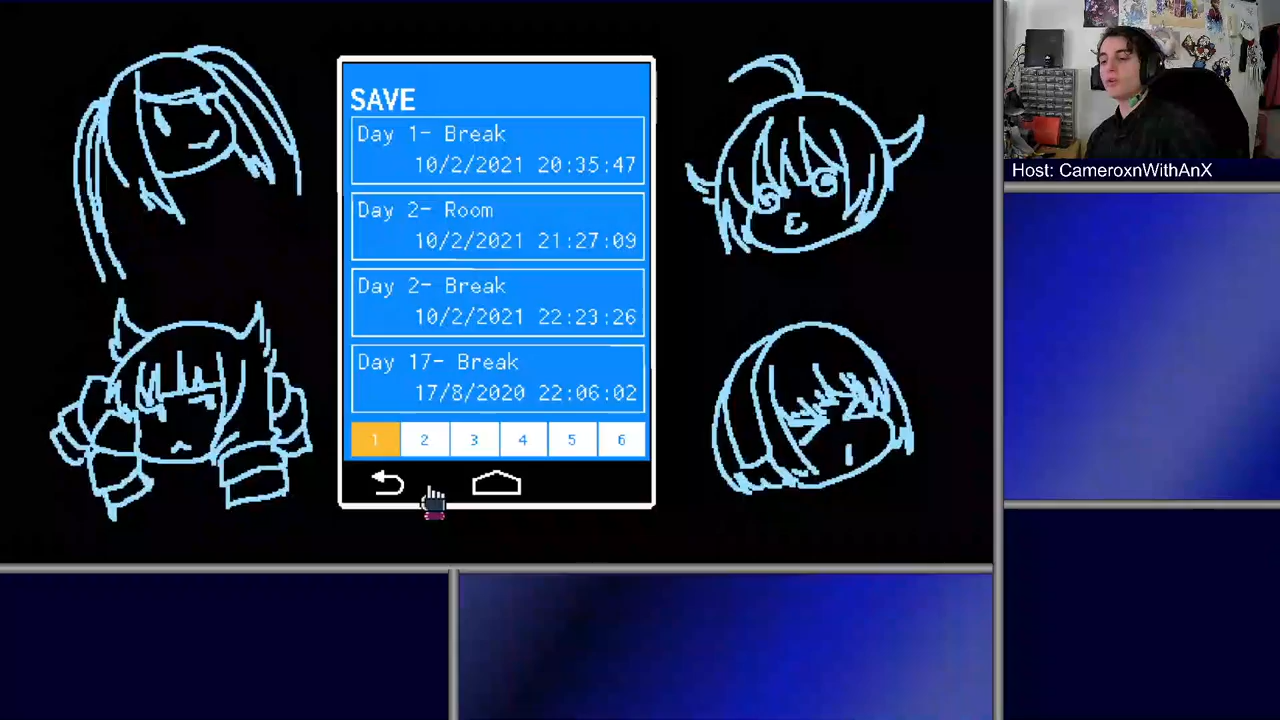 SAVE
Day 1- Break
10/2/2021 20:35:47
Day 2- Room
10/2/2021 21:27:09
Day 2- Break
10/2/2021 22:23:26
Day 17- Break
17/8/2020 22:06:02
1 2 3 4 5 6
Host: CameroxnWithAnX